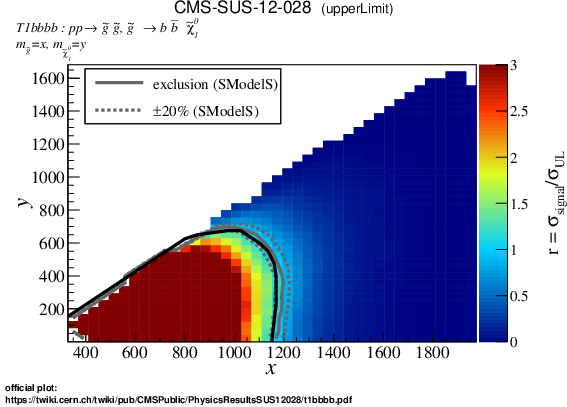 CMS-SUS-12-028 (upperLimit)
T1bbbb : pp→ g̃ g̃, g̃ → b b̅ χ̃₁⁰
m_g̃=x, m_χ̃₁⁰=y
exclusion (SModelS)
±20% (SModelS)
1600
1400
1200
1000
800
600
400
200
y
400 600 800 1000 1200 1400 1600 1800
x
3
2.5
2
1.5
1
0.5
0
r = σ_signal/σ_UL
official plot:
https://twiki.cern.ch/twiki/pub/CMSPublic/PhysicsResultsSUS12028/t1bbbb.pdf